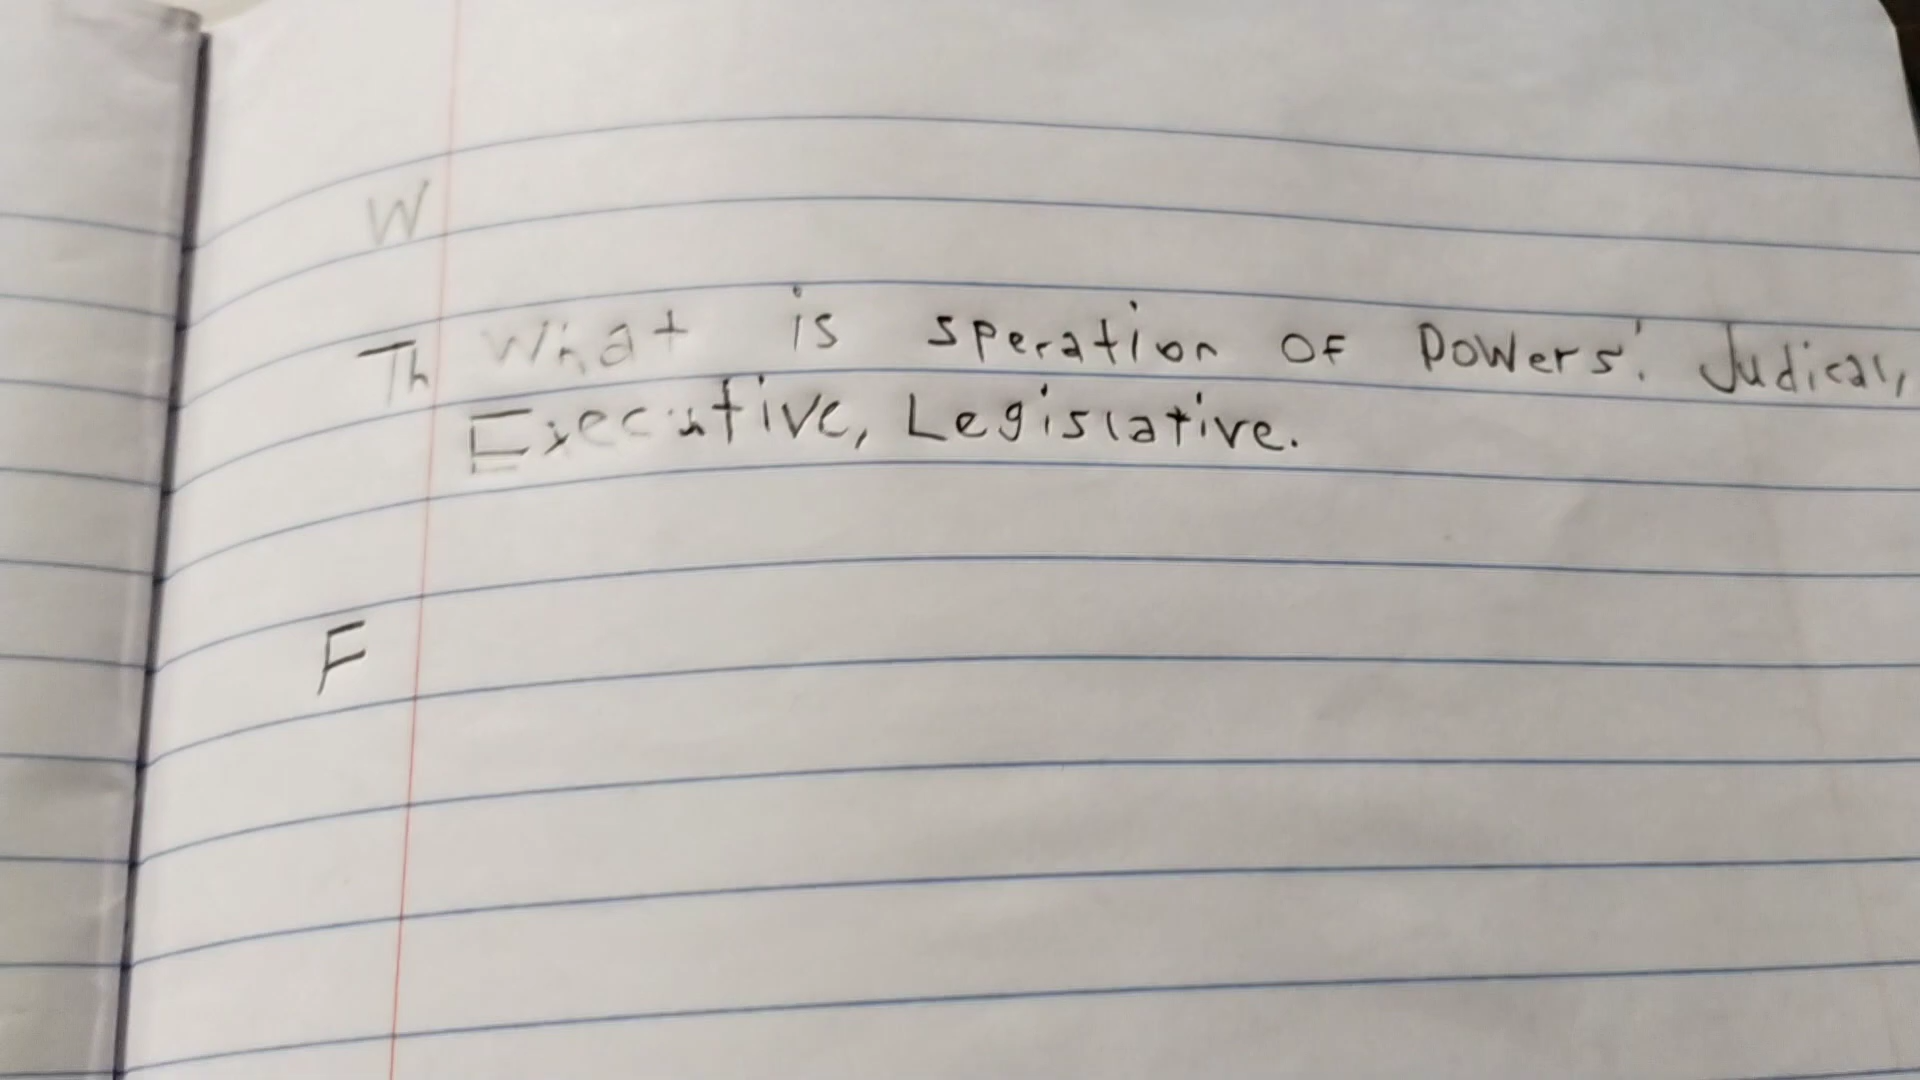 W
Th What is speration of powers: Judical,
Executive, Legislative.
F